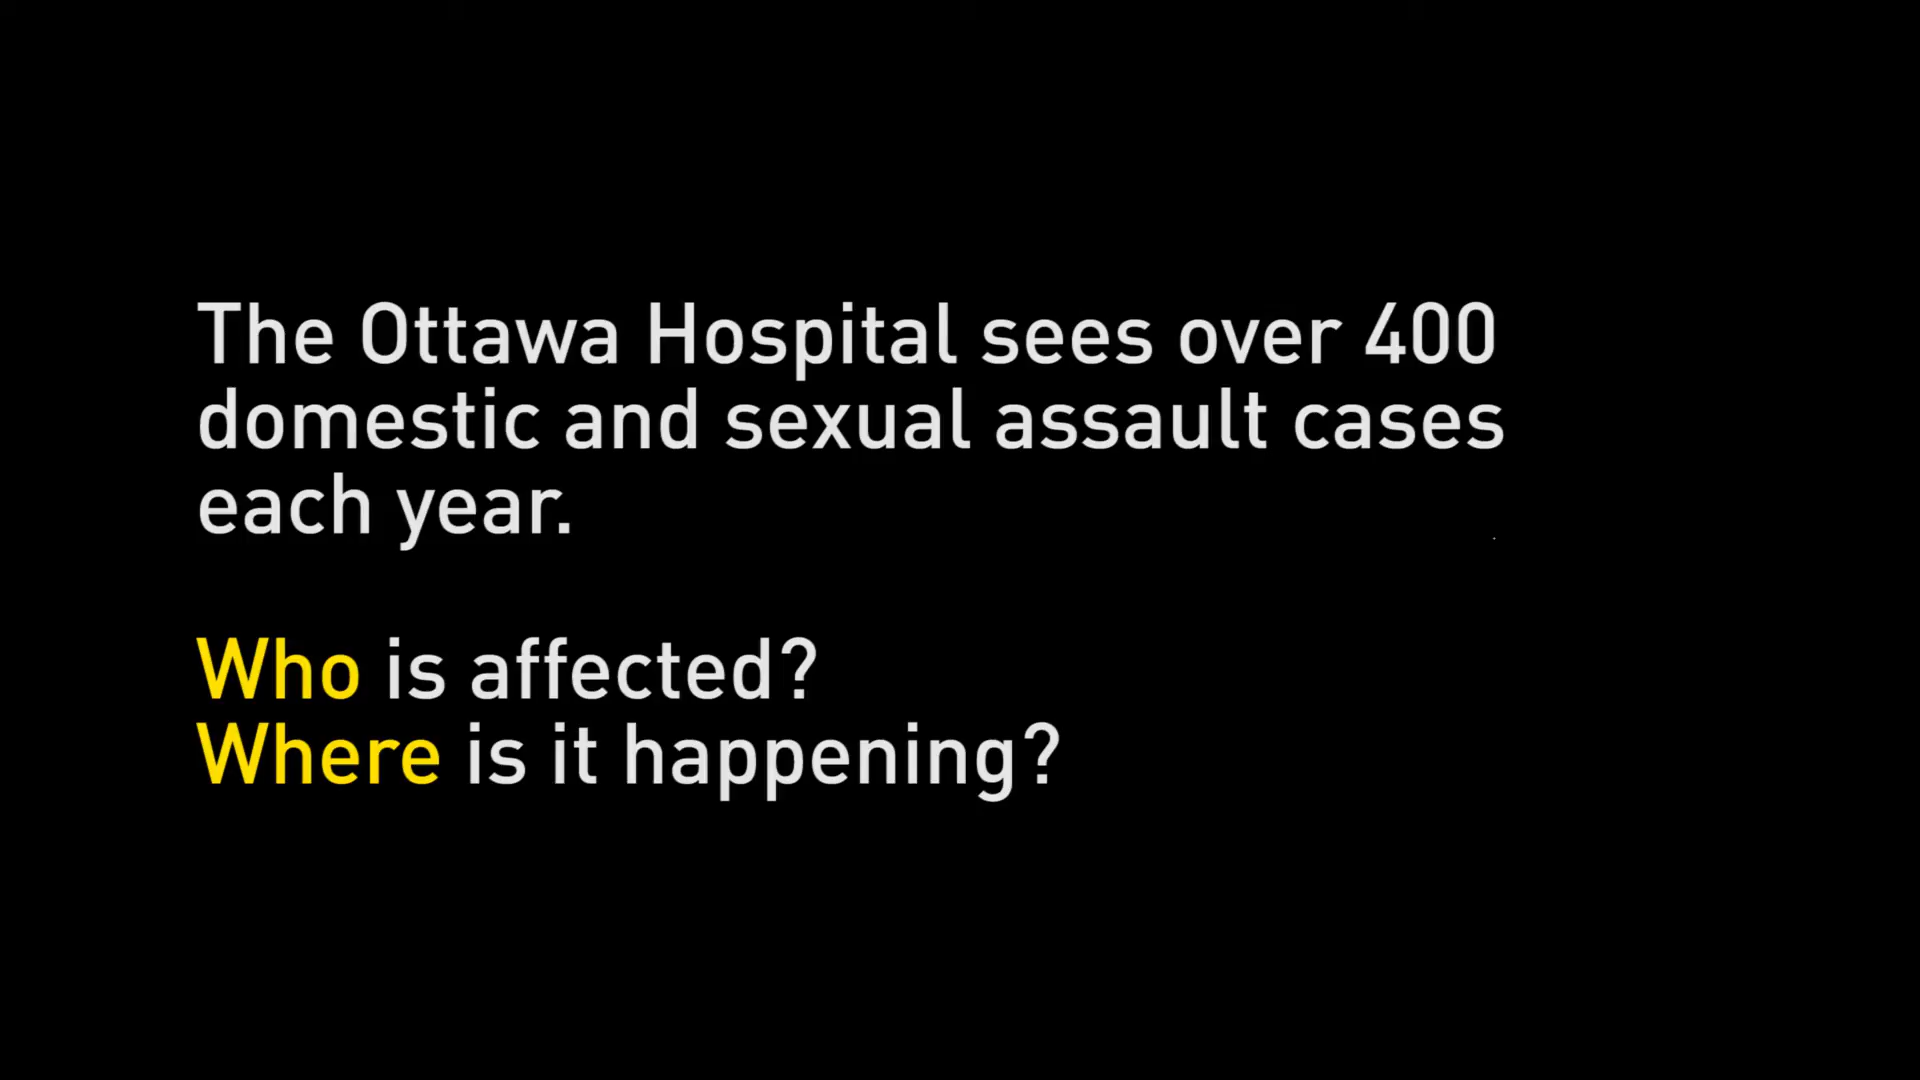 The Ottawa Hospital sees over 400
domestic and sexual assault cases
each year.
Who is affected?
Where is it happening?